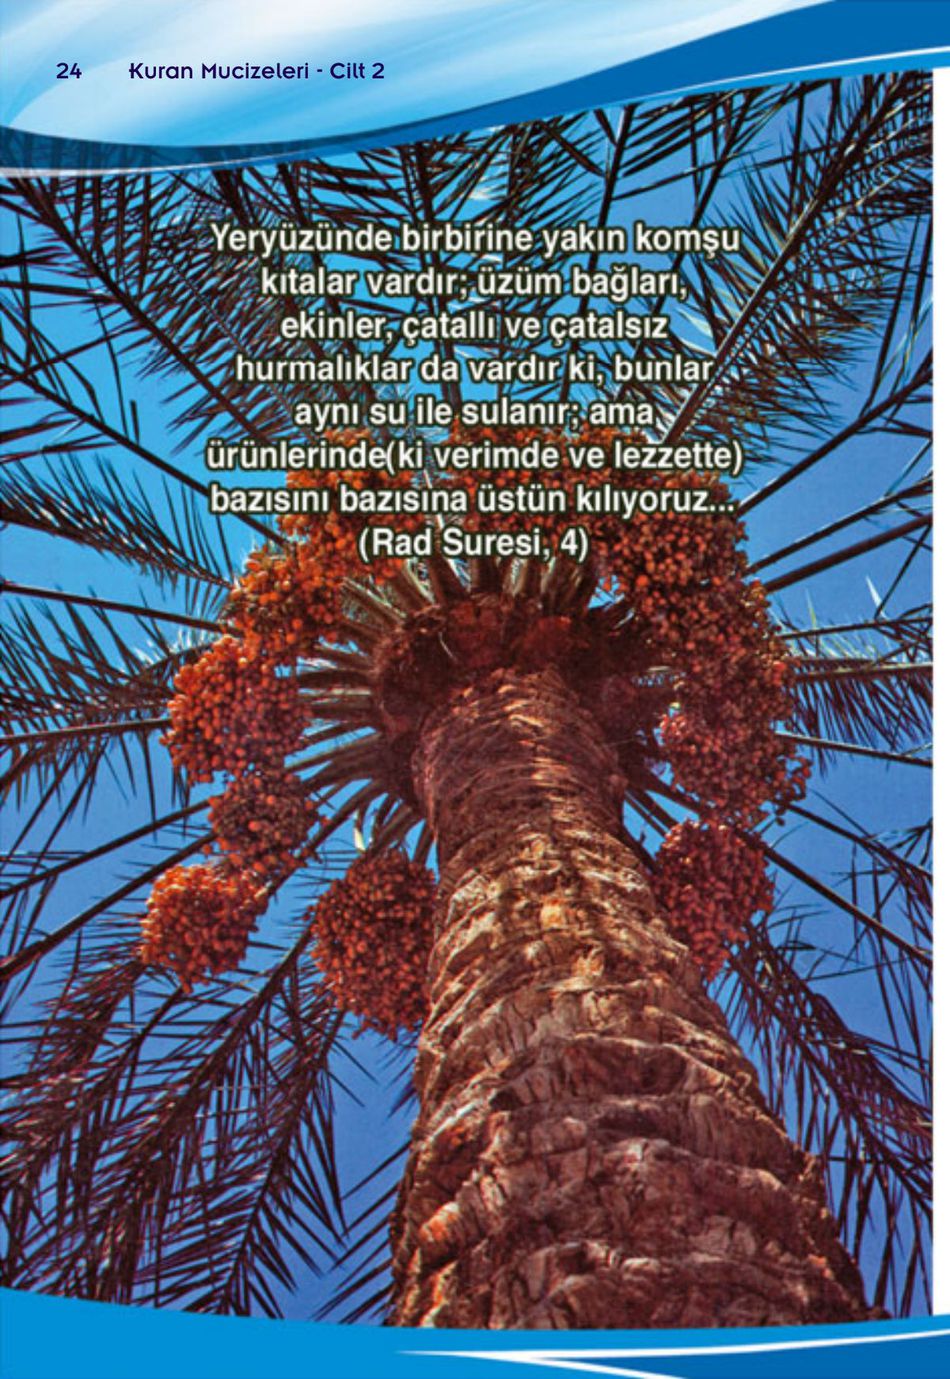 24 Kuran Mucizeleri - Cilt 2
Yeryüzünde birbirine yakın komşu
kıtalar vardır; üzüm bağları,
ekinler, çatallı ve çatalsız
hurmalıklar da vardır ki, bunlar
aynı su ile sulanır; ama
ürünlerinde(ki verimde ve lezzette)
bazısını bazısına üstün kılıyoruz...
(Rad Suresi, 4)